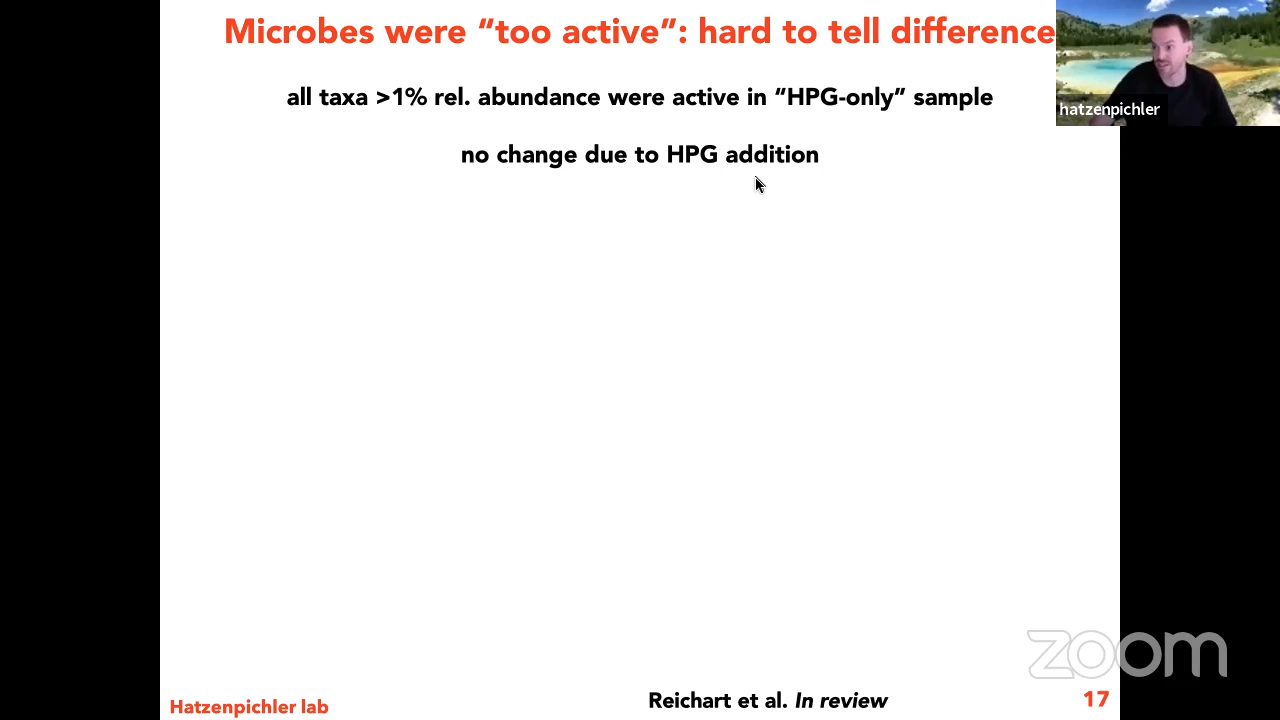 Microbes were “too active”: hard to tell difference
hatzenpichler
all taxa >1% rel. abundance were active in ”HPG-only” sample
no change due to HPG addition
zoom
Hatzenpichler lab
Reichart et al. In review
17